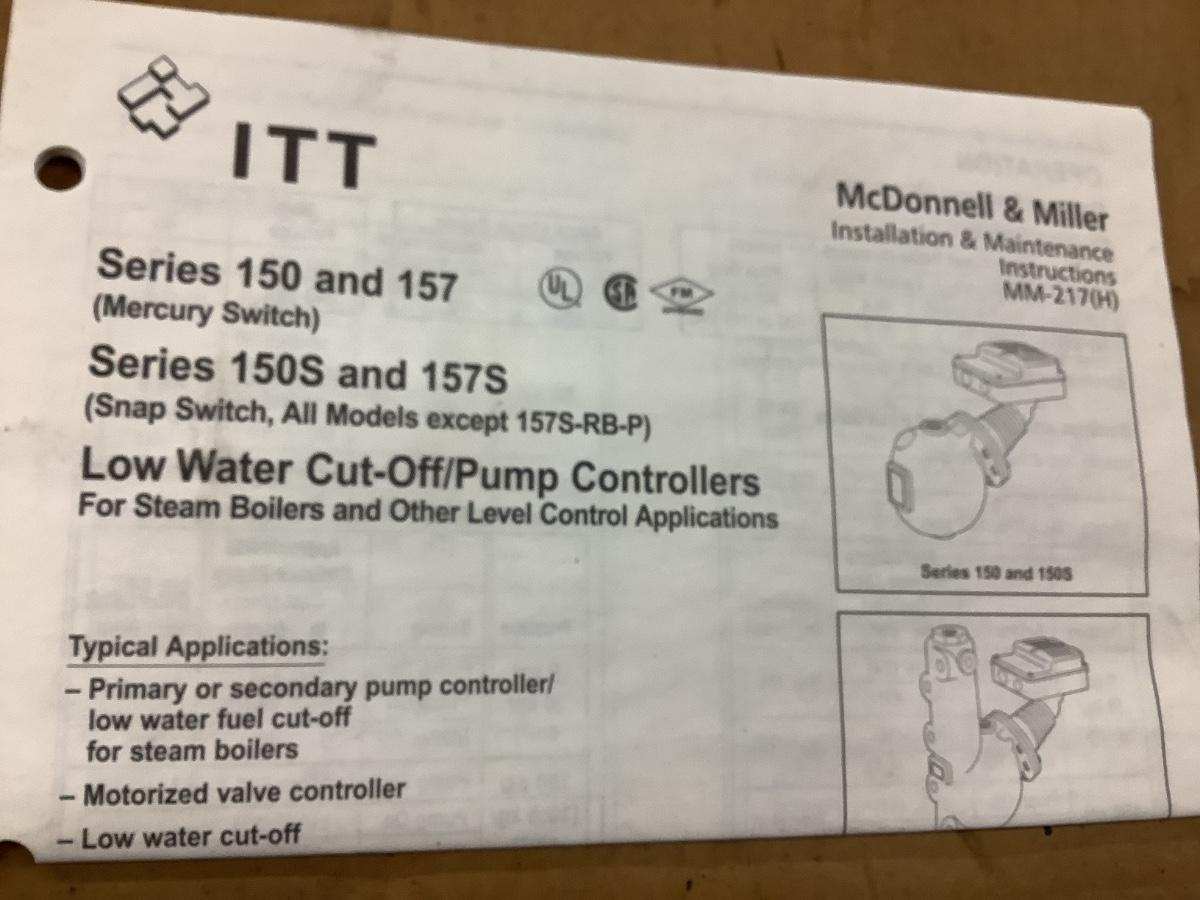 ITT
McDonnell & Miller
Installation & Maintenance
Instructions
MM-217(H)
Series 150 and 157
(Mercury Switch)
UL
SA
FM
Series 150S and 157S
(Snap Switch, All Models except 157S-RB-P)
Low Water Cut-Off/Pump Controllers
For Steam Boilers and Other Level Control Applications
Series 150 and 150S
Typical Applications:
– Primary or secondary pump controller/
low water fuel cut-off
for steam boilers
– Motorized valve controller
– Low water cut-off